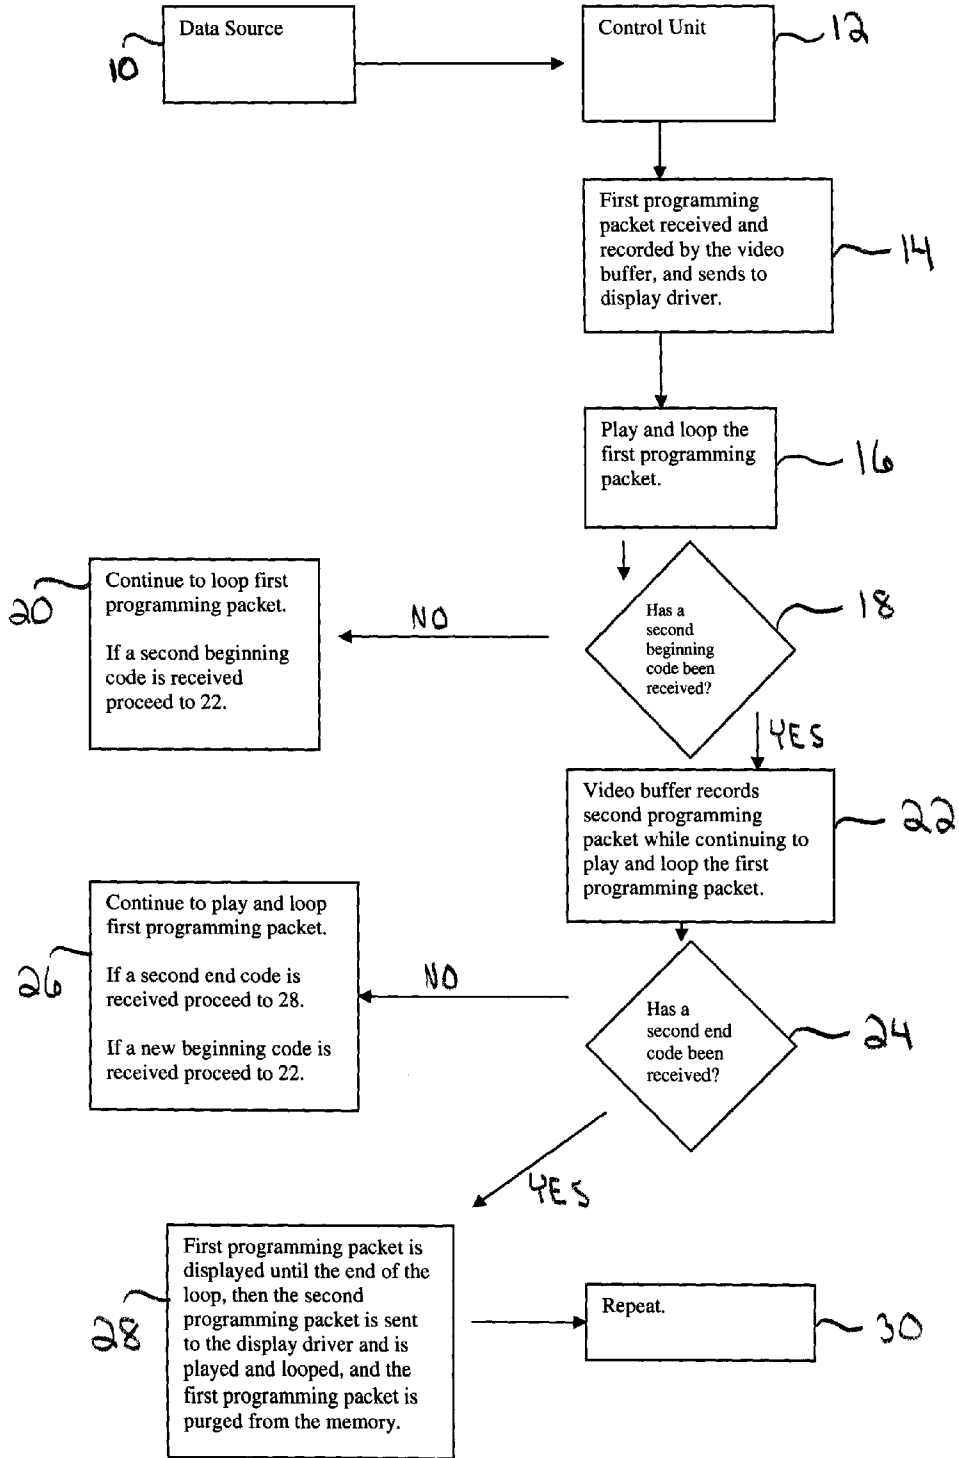 Data Source
10
Control Unit
12
First programming
packet received and
recorded by the video
buffer, and sends to
display driver.
14
Play and loop the
first programming
packet.
16
Has a
second
beginning
code been
received?
18
NO
Continue to loop first
programming packet.
If a second beginning
code is received
proceed to 22.
20
YES
Video buffer records
second programming
packet while continuing to
play and loop the first
programming packet.
22
Has a
second end
code been
received?
24
NO
Continue to play and loop
first programming packet.
If a second end code is
received proceed to 28.
If a new beginning code is
received proceed to 22.
26
YES
First programming packet is
displayed until the end of the
loop, then the second
programming packet is sent
to the display driver and is
played and looped, and the
first programming packet is
purged from the memory.
28
Repeat.
30